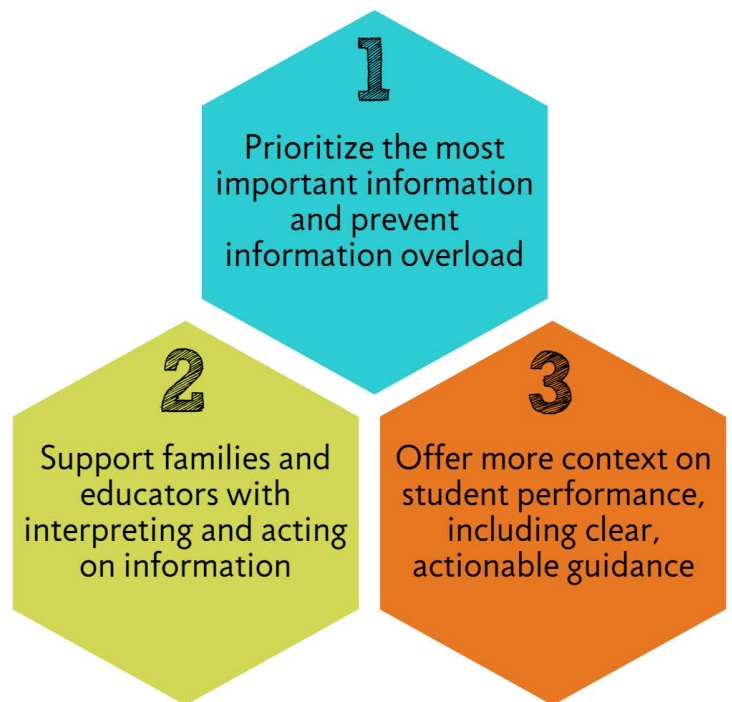 1
Prioritize the most
important information
and prevent
information overload
2
Support families and
educators with
interpreting and acting
on information
3
Offer more context on
student performance,
including clear,
actionable guidance